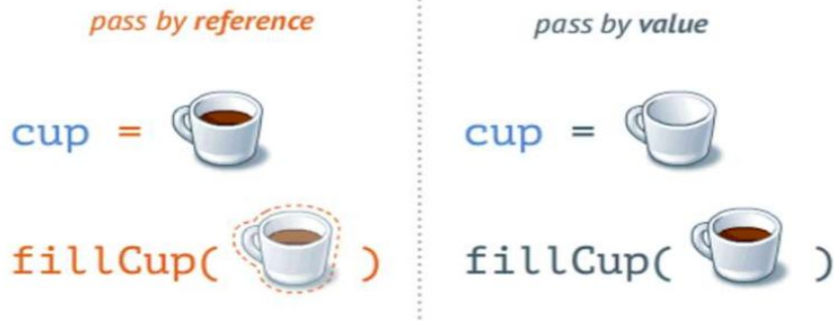 pass by reference
cup =
fillCup( )
pass by value
cup =
fillCup( )